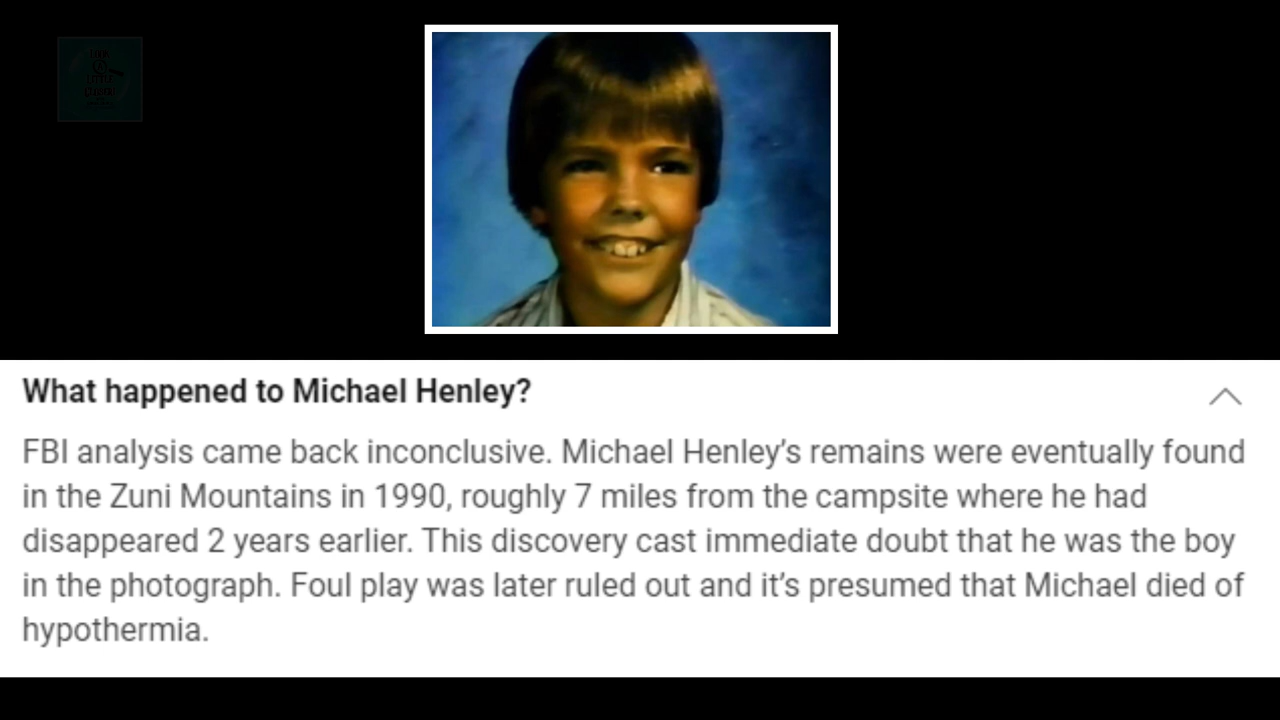 What happened to Michael Henley?
FBI analysis came back inconclusive. Michael Henley’s remains were eventually found
in the Zuni Mountains in 1990, roughly 7 miles from the campsite where he had
disappeared 2 years earlier. This discovery cast immediate doubt that he was the boy
in the photograph. Foul play was later ruled out and it’s presumed that Michael died of
hypothermia.